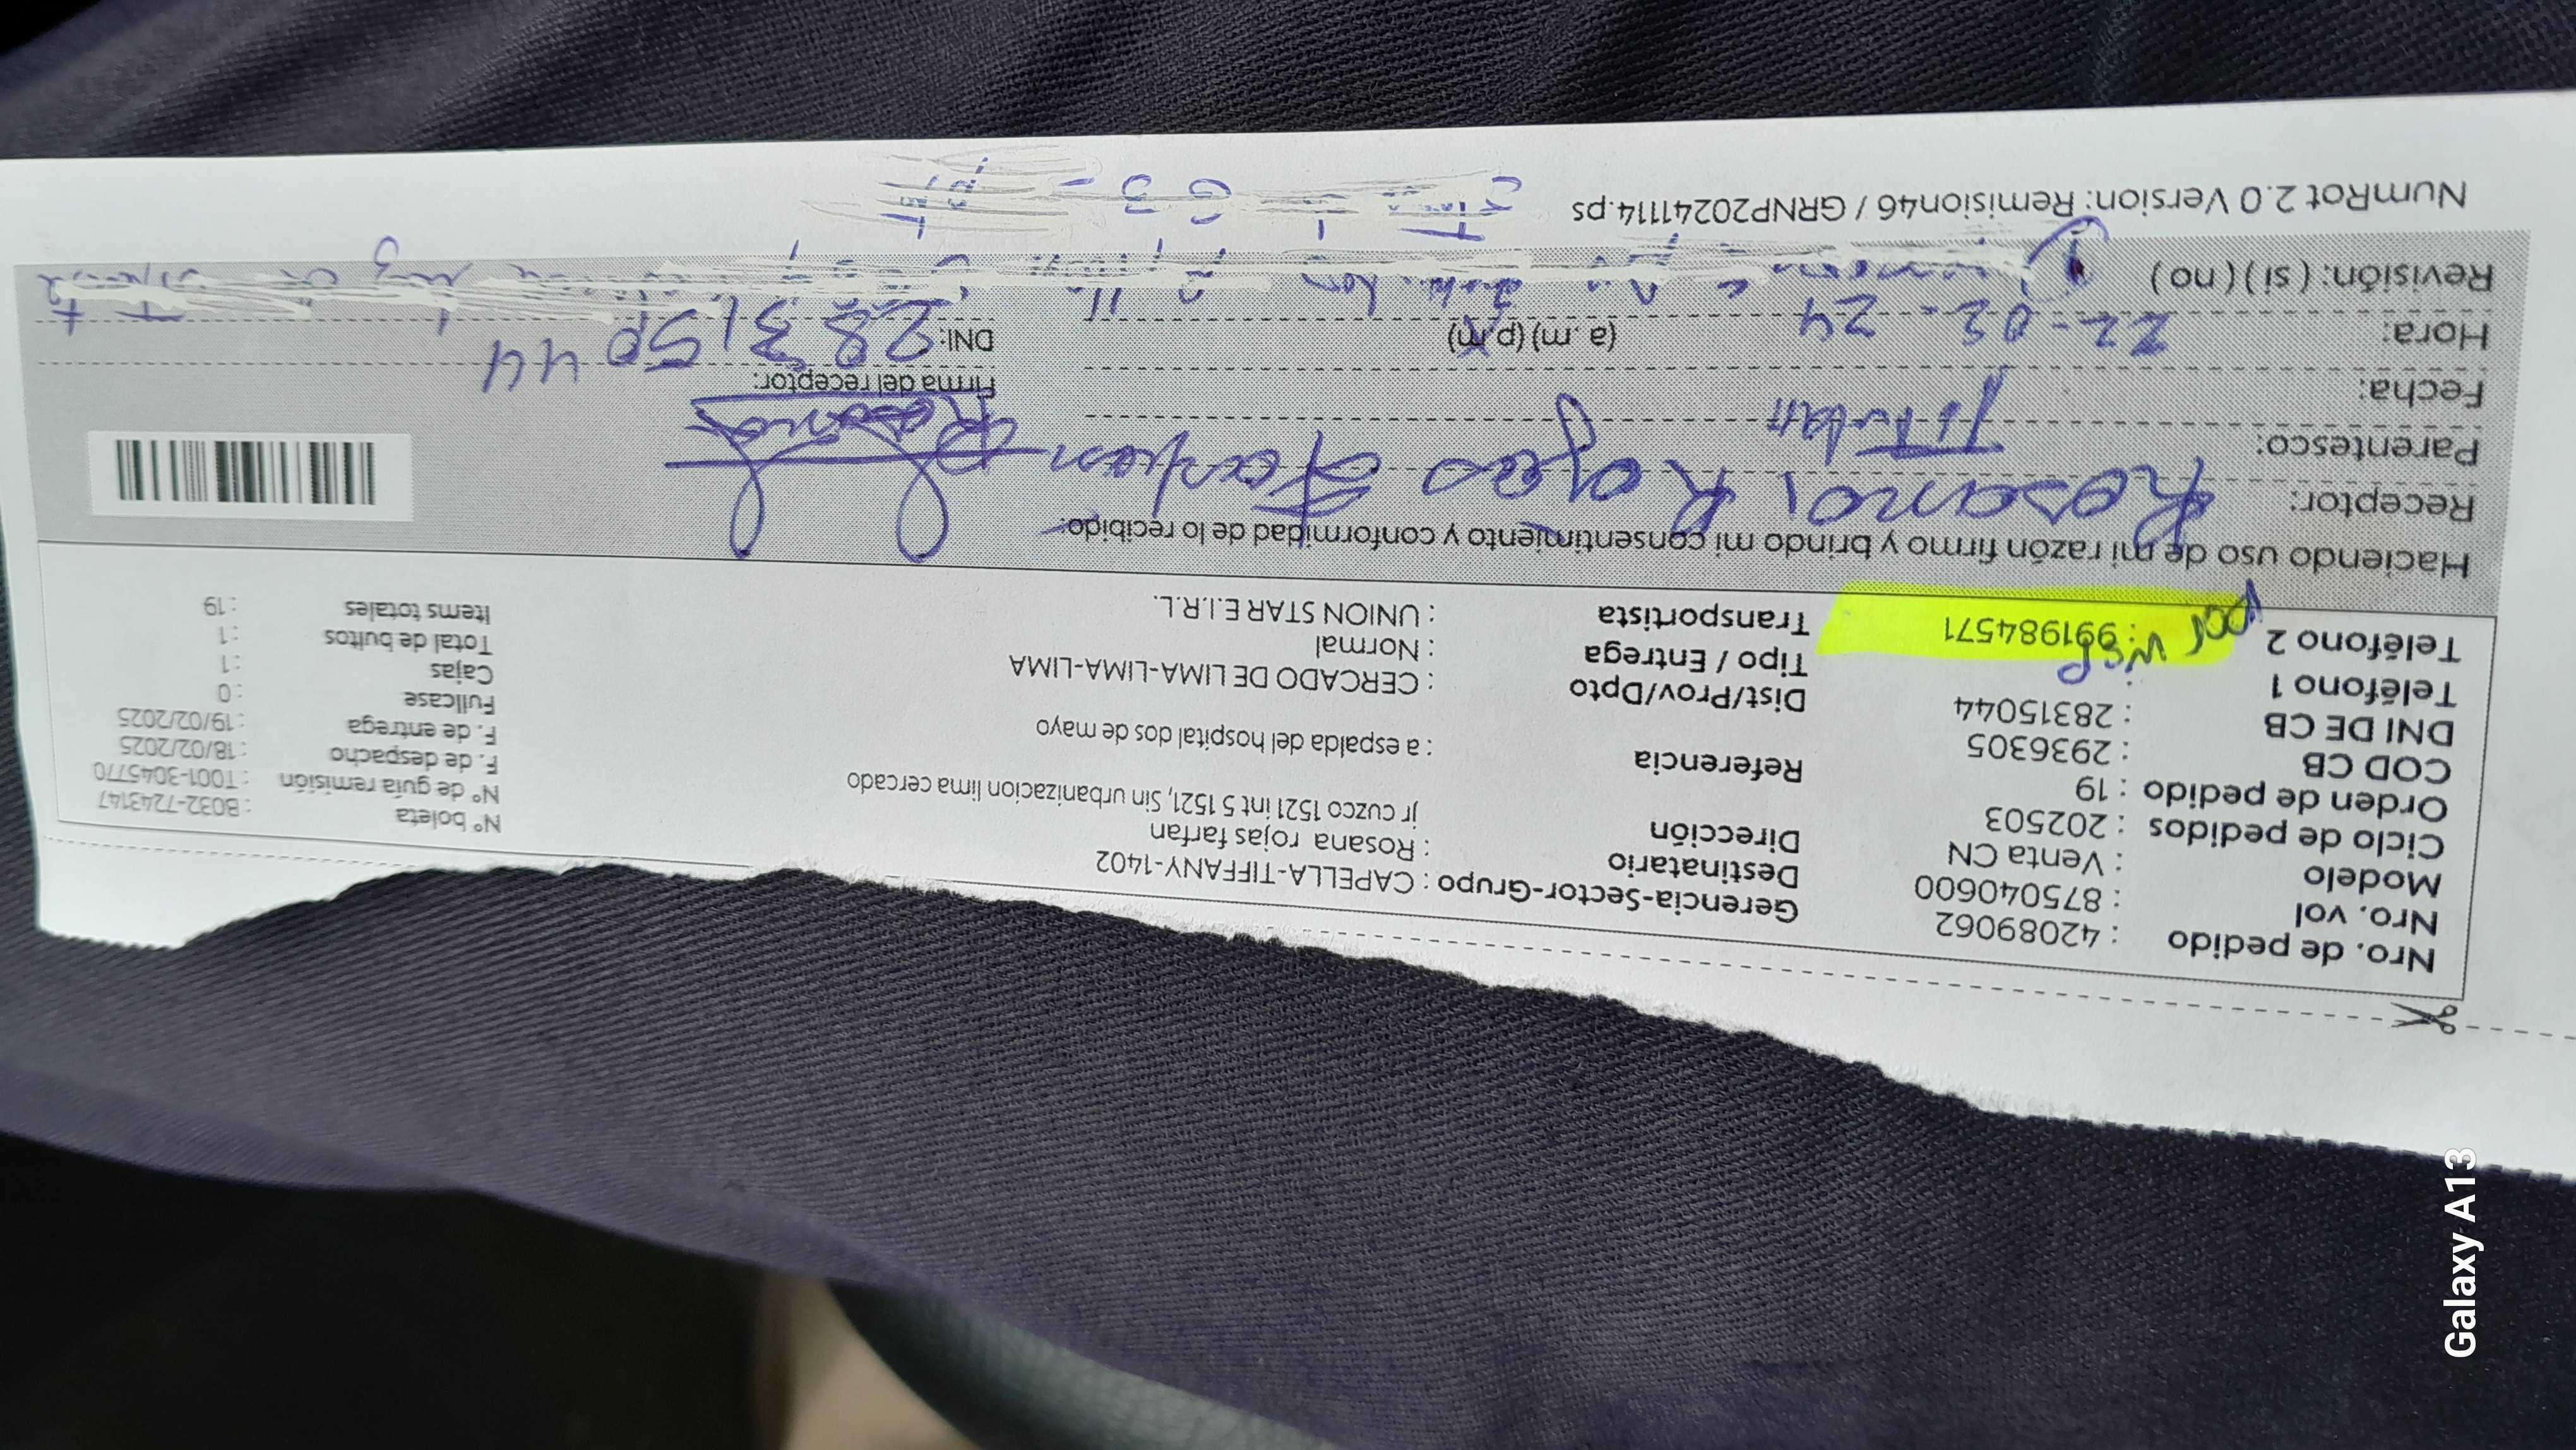 Nro. de pedido : 42089062
Nro. vol : 875040600
Modelo : Venta CN
Ciclo de pedidos : 202503
Orden de pedido : 19
COD CB : 2936305
DNI DE CB : 28315044
Teléfono 1 :
Teléfono 2 : 991984571
por wsp
Gerencia-Sector-Grupo : CAPELLA-TIFFANY-1402
Destinatario : Rosana rojas farfan
Dirección jr cuzco 1521 int 5 1521, Sin urbanizacion lima cercado
Referencia : a espalda del hospital dos de mayo
Dist/Prov/Dpto : CERCADO DE LIMA-LIMA-LIMA
Tipo / Entrega : Normal
Transportista : UNION STAR E.I.R.L.
N° boleta : B032-7243147
N° de guía remisión : T001-3045770
F. de despacho : 18/02/2025
F. de entrega : 19/02/2025
Fullcase : 0
Cajas : 1
Total de bultos : 1
Items totales : 19
Haciendo uso de mi razón firmo y brindo mi consentimiento y conformidad de lo recibido:
Receptor: Rosana Rojas Farfan
Parentesco: Titular
Fecha:
Hora: 22-02-24 (a. m) (p.m)
Revisión: ( si ) ( no )
Rosana
Firma del receptor:
DNI: 28315044
NumRot 2.0 Version: Remision46 / GRNP20241114.ps
Galaxy A13